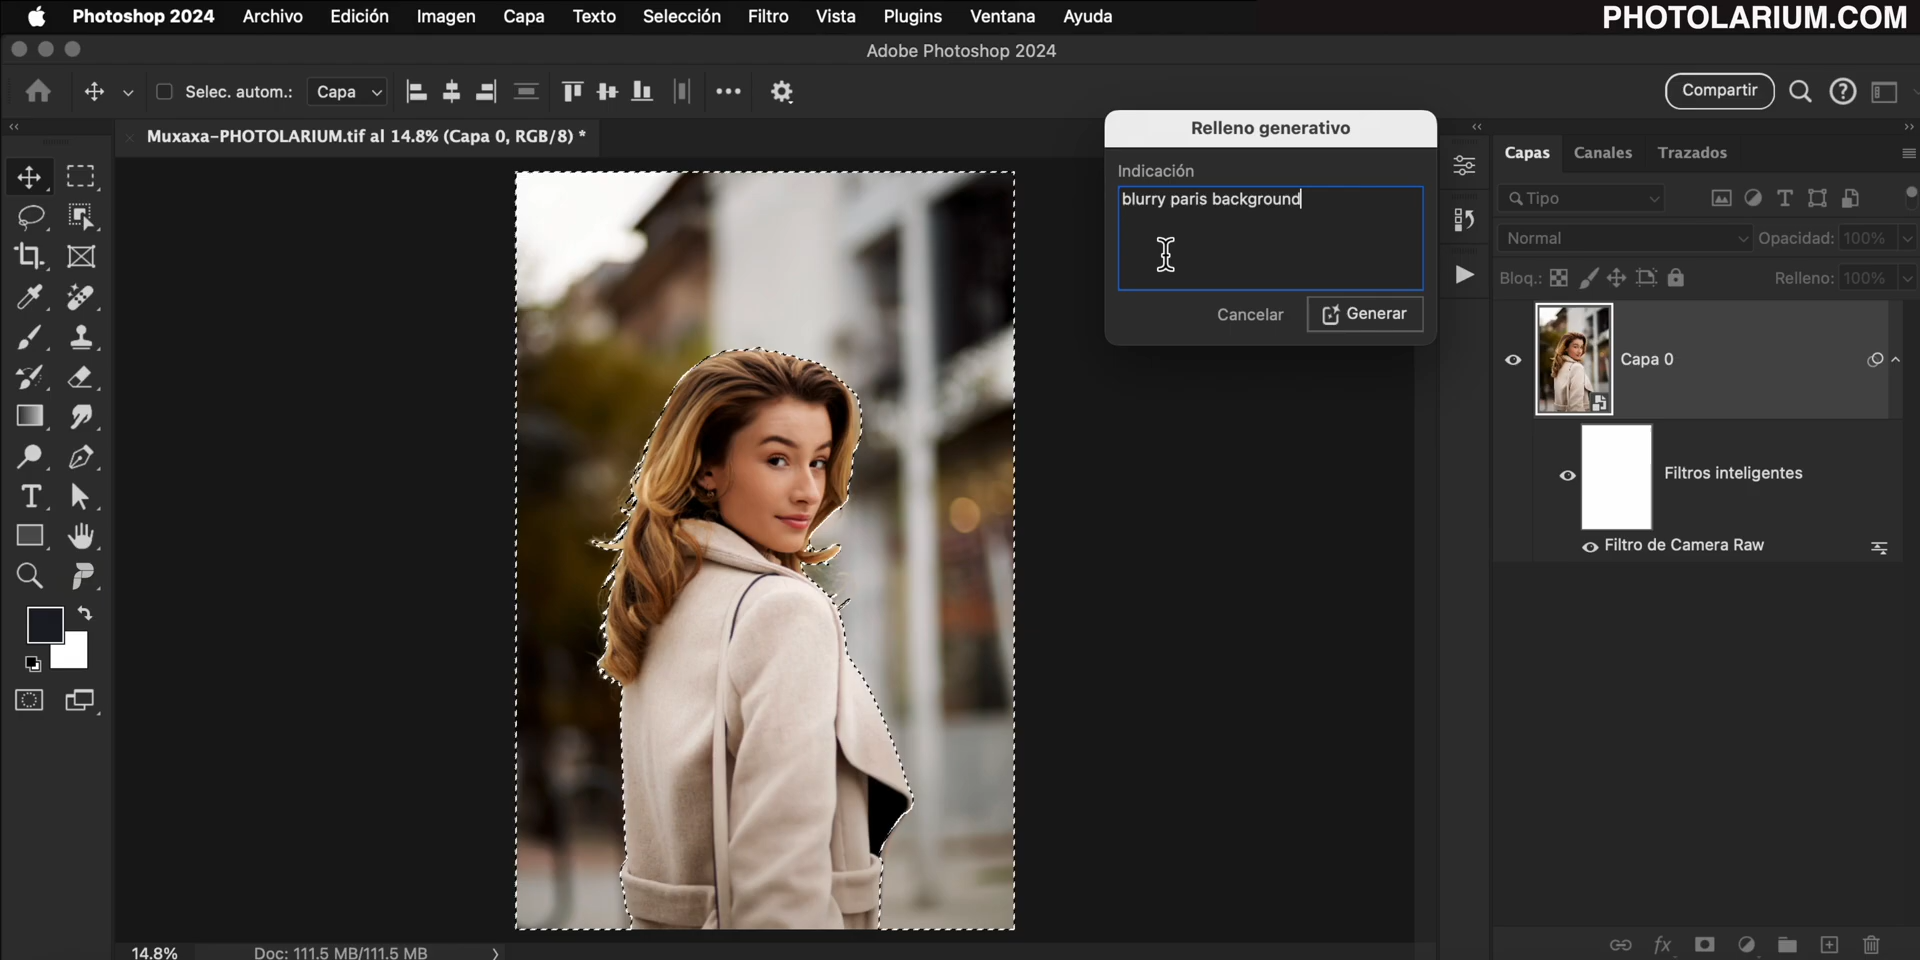 Photoshop 2024 Archivo Edición Imagen Capa Texto Selección Filtro Vista Plugins Ventana Ayuda
PHOTOLARIUM.COM
Adobe Photoshop 2024
Selec. autom.: Capa
Compartir
Muxaxa-PHOTOLARIUM.tif al 14.8% (Capa 0, RGB/8) *
Relleno generativo
Indicación
blurry paris background
Cancelar Generar
Capas Canales Trazados
Tipo
Normal Opacidad: 100%
Bloq.: Relleno: 100%
Capa 0
Filtros inteligentes
Filtro de Camera Raw
14.8% Doc: 111.5 MB/111.5 MB